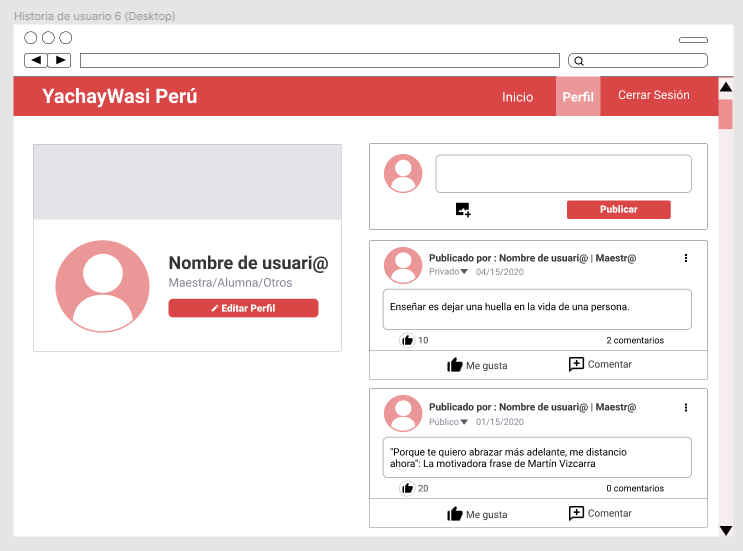 Historia de usuario 6 (Desktop)
YachayWasi Perú
Inicio
Perfil
Cerrar Sesión
Nombre de usuari@
Maestra/Alumna/Otros
Editar Perfil
Publicar
Publicado por : Nombre de usuari@ | Maestr@
Privado 04/15/2020
Enseñar es dejar una huella en la vida de una persona.
10
2 comentarios
Me gusta
Comentar
Publicado por : Nombre de usuari@ | Maestr@
Público 01/15/2020
"Porque te quiero abrazar más adelante, me distancio
ahora": La motivadora frase de Martín Vizcarra
20
0 comentarios
Me gusta
Comentar